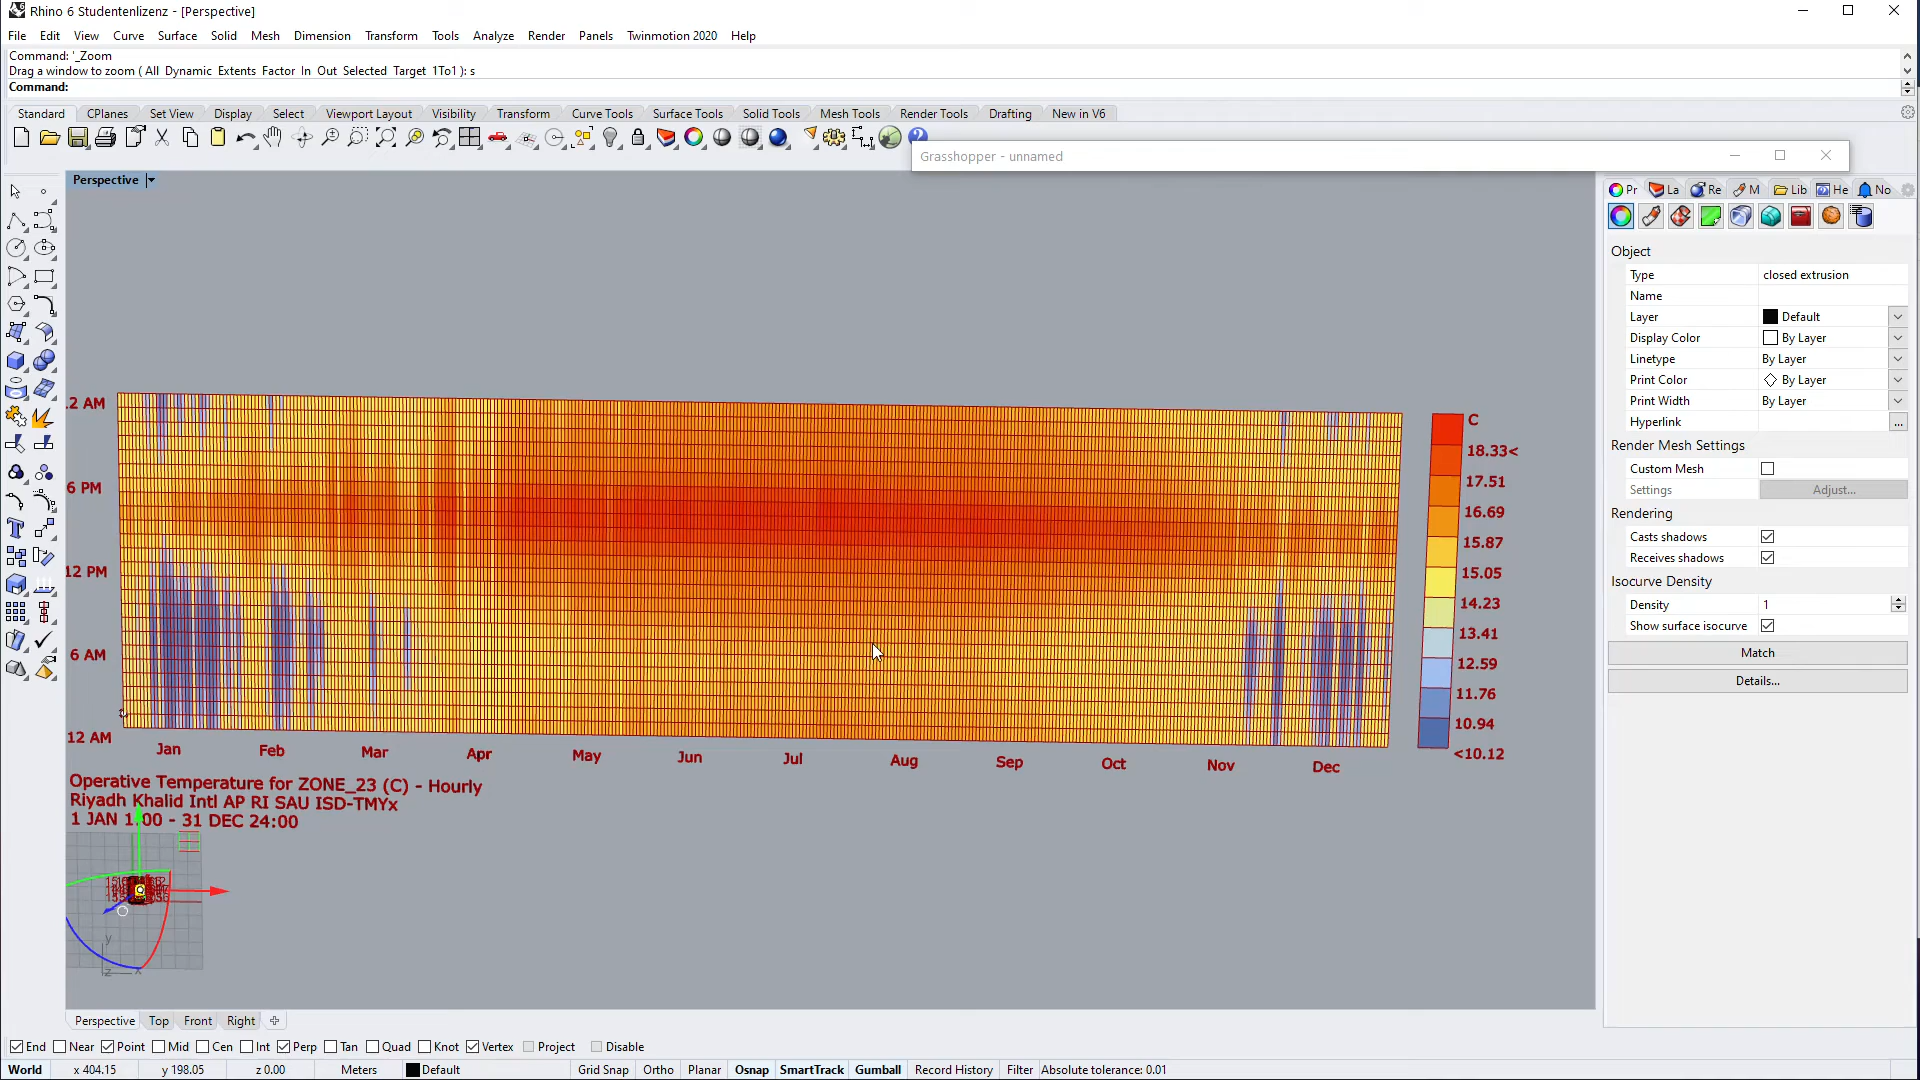 Rhino 6 Studentenlizenz - [Perspective]
File Edit View Curve Surface Solid Mesh Dimension Transform Tools Analyze Render Panels Twinmotion 2020 Help
Command: '_Zoom
Drag a window to zoom ( All Dynamic Extents Factor In Out Selected Target 1To1 ): s
Command:
Standard CPlanes Set View Display Select Viewport Layout Visibility Transform Curve Tools Surface Tools Solid Tools Mesh Tools Render Tools Drafting New in V6
Grasshopper - unnamed
Perspective
Pr La Re M Lib He No
Object
Type closed extrusion
Name
Layer Default
Display Color By Layer
Linetype By Layer
Print Color By Layer
Print Width By Layer
Hyperlink ...
Render Mesh Settings
Custom Mesh
Settings Adjust...
Rendering
Casts shadows
Receives shadows
Isocurve Density
Density 1
Show surface isocurve
Match
Details...
2 AM
6 PM
12 PM
6 AM
12 AM
Jan Feb Mar Apr May Jun Jul Aug Sep Oct Nov Dec
C
18.33<
17.51
16.69
15.87
15.05
14.23
13.41
12.59
11.76
10.94
<10.12
Operative Temperature for ZONE_23 (C) - Hourly
Riyadh Khalid Intl AP RI SAU ISD-TMYx
1 JAN 1:00 - 31 DEC 24:00
y
z x
Perspective Top Front Right
End Near Point Mid Cen Int Perp Tan Quad Knot Vertex Project Disable
World x 404.15 y 198.05 z 0.00 Meters Default Grid Snap Ortho Planar Osnap SmartTrack Gumball Record History Filter Absolute tolerance: 0.01